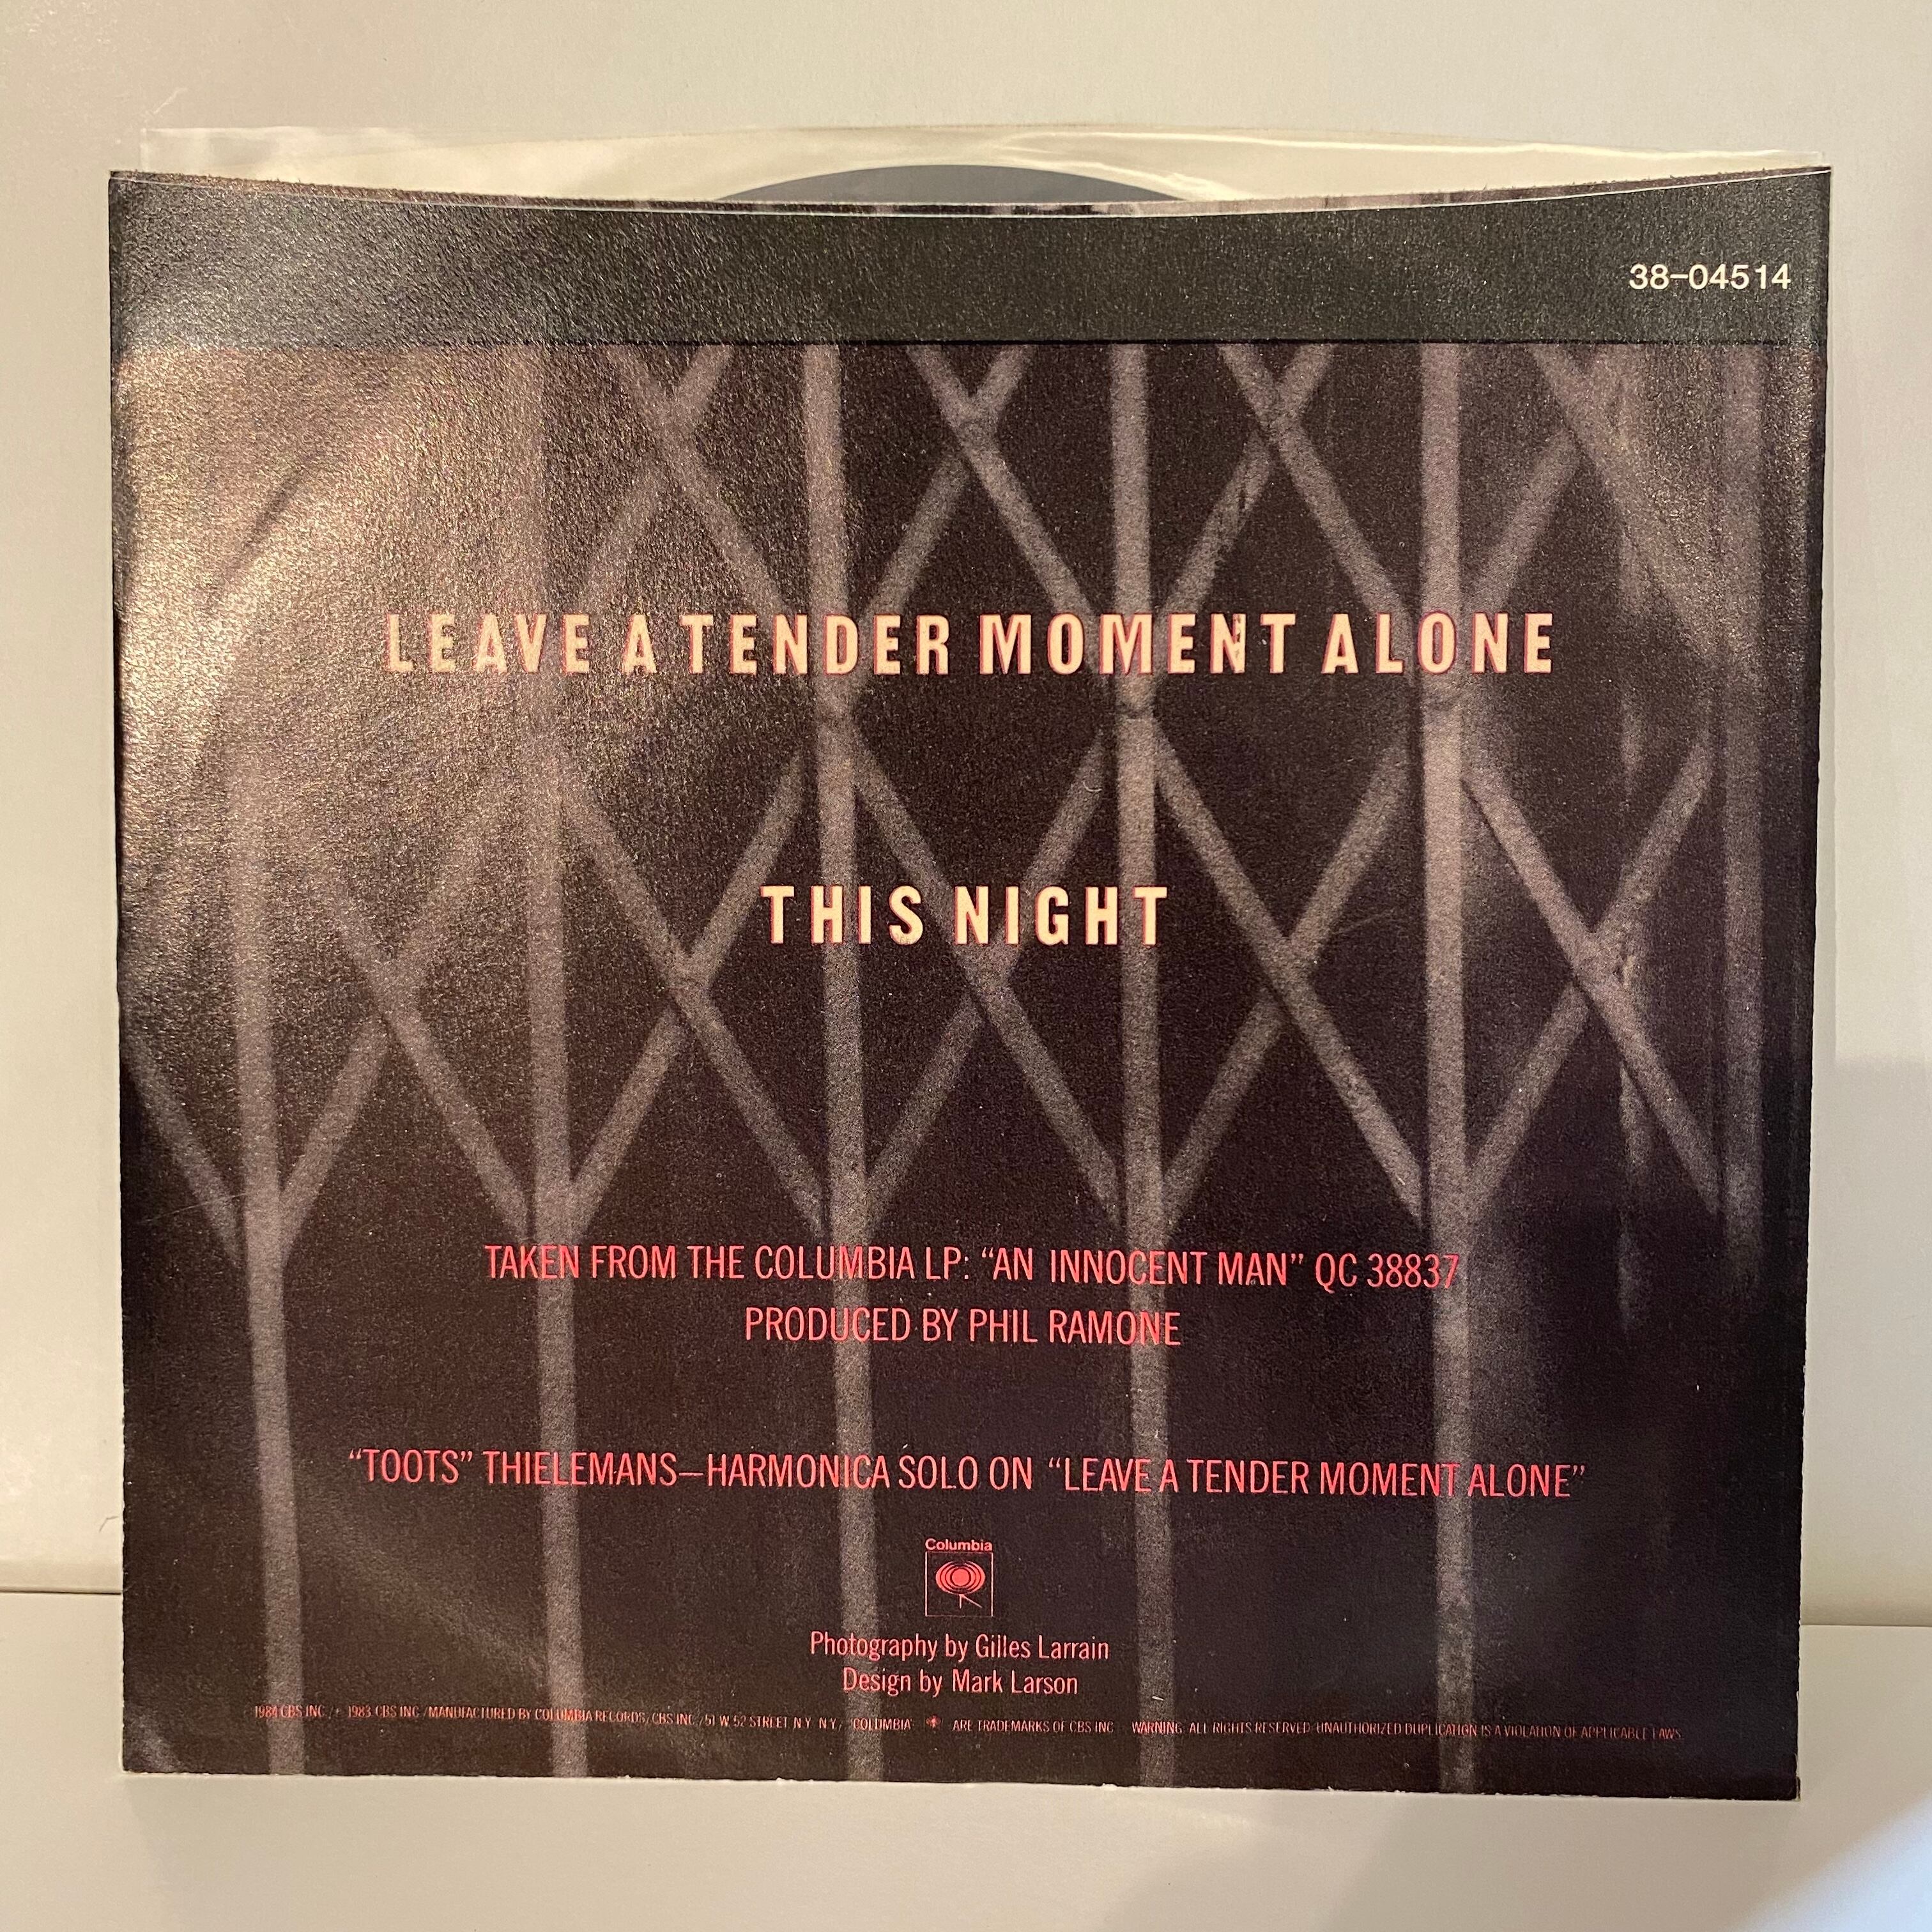 38-04514
LEAVE A TENDER MOMENT ALONE
THIS NIGHT
TAKEN FROM THE COLUMBIA LP: “AN INNOCENT MAN” QC 38837
PRODUCED BY PHIL RAMONE
“TOOTS” THIELEMANS—HARMONICA SOLO ON “LEAVE A TENDER MOMENT ALONE”
Columbia
Photography by Gilles Larrain
Design by Mark Larson
1984 CBS INC./ 1983 CBS INC./MANUFACTURED BY COLUMBIA RECORDS/CBS INC./51 W. 52 STREET N.Y. N.Y./ "COLUMBIA" ARE TRADEMARKS OF CBS INC. WARNING: ALL RIGHTS RESERVED. UNAUTHORIZED DUPLICATION IS A VIOLATION OF APPLICABLE LAWS.